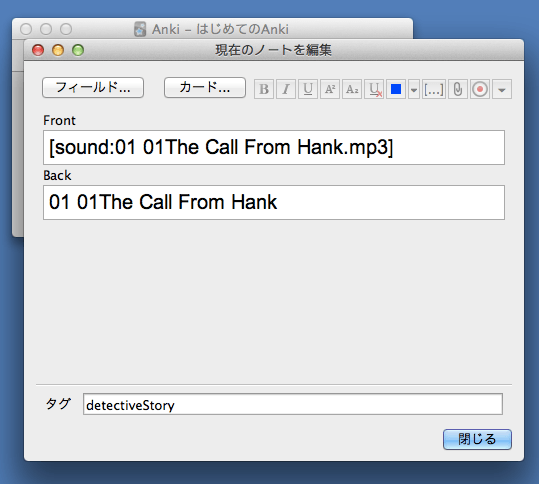 Anki – はじめてのAnki
現在のノートを編集
フィールド... カード... B I U A² A₂ U [...]
Front
[sound:01 01The Call From Hank.mp3]
Back
01 01The Call From Hank
タグ detectiveStory
閉じる